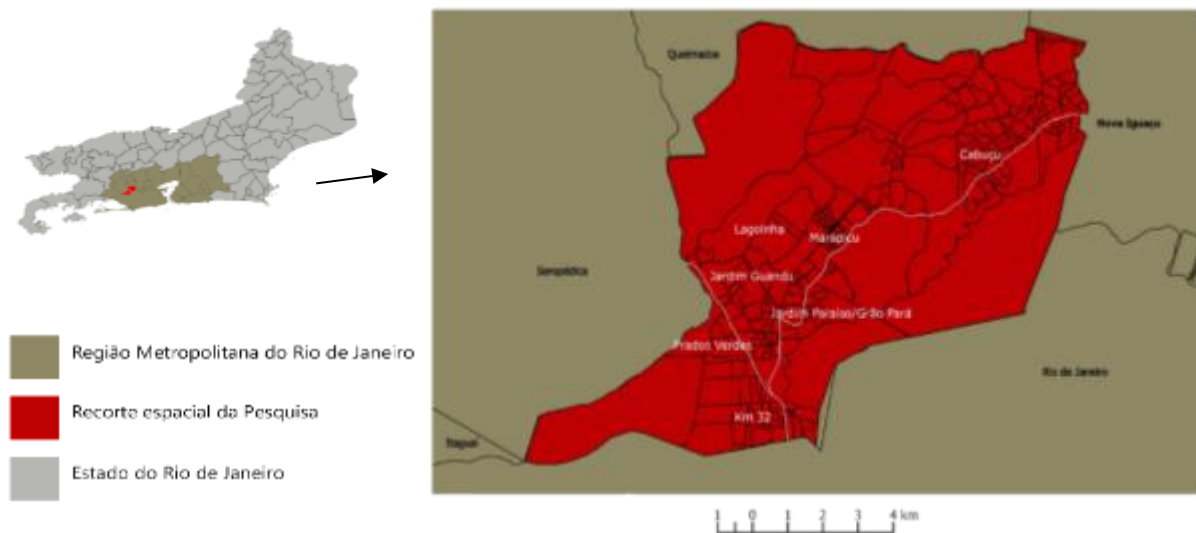 Queimados
Nova Iguaçu
Cabuçu
Lagoinha
Marapicu
Seropédica
Jardim Guandu
Jardim Paraíso/Grão Pará
Prados Verdes
Rio de Janeiro
Km 32
Itaguaí
Região Metropolitana do Rio de Janeiro
Recorte espacial da Pesquisa
Estado do Rio de Janeiro
1 0 1 2 3 4 km